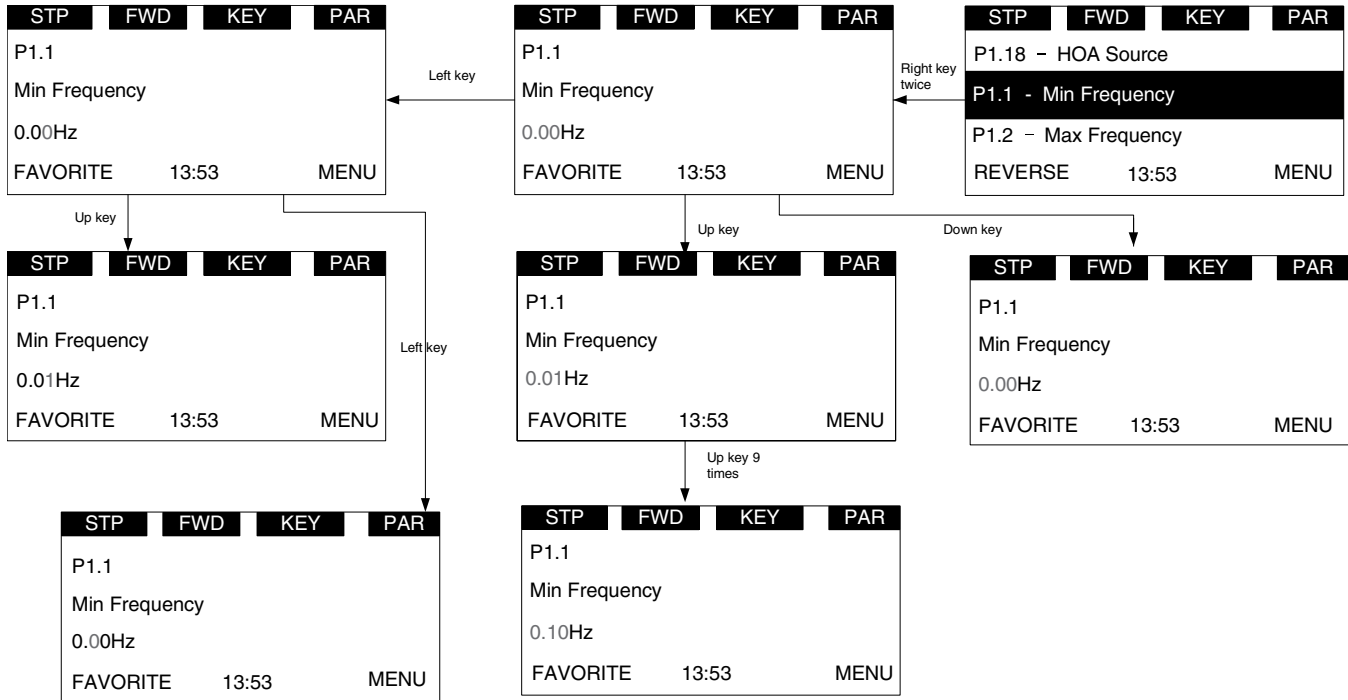 STP FWD KEY PAR
P1.1
Min Frequency
0.00Hz
FAVORITE 13:53 MENU
Left key
STP FWD KEY PAR
P1.1
Min Frequency
0.00Hz
FAVORITE 13:53 MENU
Right key
twice
STP FWD KEY PAR
P1.18 – HOA Source
P1.1 - Min Frequency
P1.2 – Max Frequency
REVERSE 13:53 MENU
Up key
Left key
Up key
Down key
STP FWD KEY PAR
P1.1
Min Frequency
0.01Hz
FAVORITE 13:53 MENU
STP FWD KEY PAR
P1.1
Min Frequency
0.01Hz
FAVORITE 13:53 MENU
STP FWD KEY PAR
P1.1
Min Frequency
0.00Hz
FAVORITE 13:53 MENU
Up key 9
times
STP FWD KEY PAR
P1.1
Min Frequency
0.00Hz
FAVORITE 13:53 MENU
STP FWD KEY PAR
P1.1
Min Frequency
0.10Hz
FAVORITE 13:53 MENU